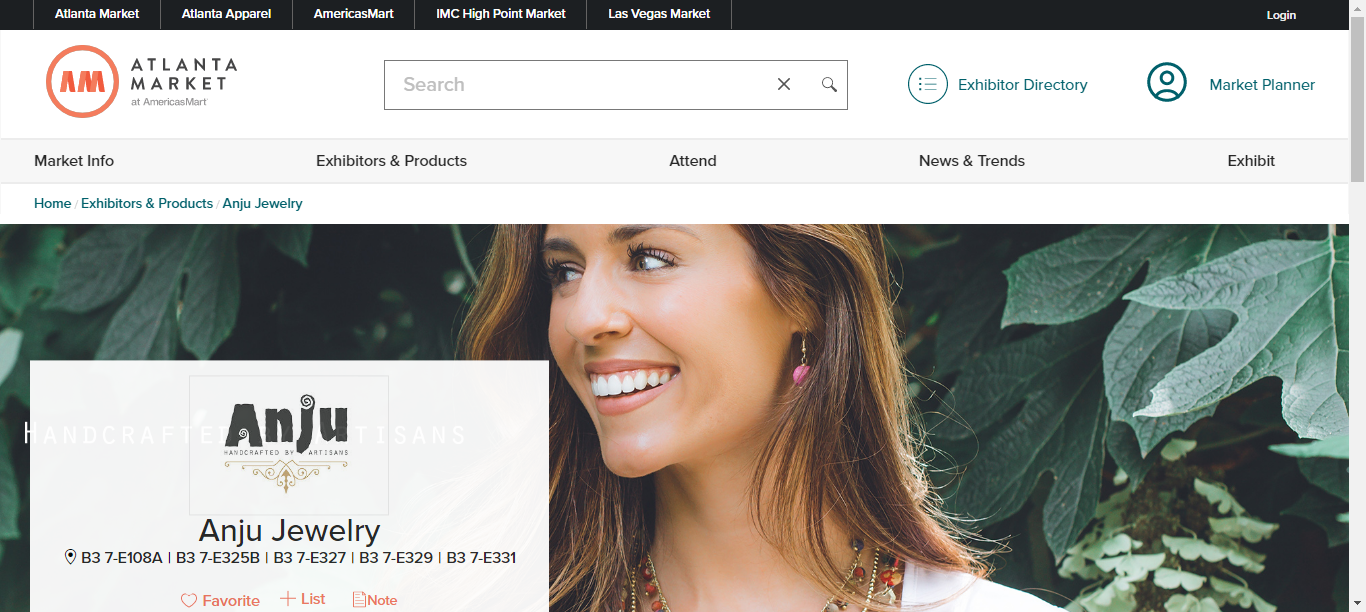 Atlanta Market Atlanta Apparel AmericasMart IMC High Point Market Las Vegas Market Login
AM ATLANTA MARKET at AmericasMart
Search
Exhibitor Directory
Market Planner
Market Info Exhibitors & Products Attend News & Trends Exhibit
Home / Exhibitors & Products / Anju Jewelry
HANDCRAFTED ARTISANS
Anju
HANDCRAFTED BY ARTISANS
Anju Jewelry
B3 7-E108A | B3 7-E325B | B3 7-E327 | B3 7-E329 | B3 7-E331
Favorite List Note